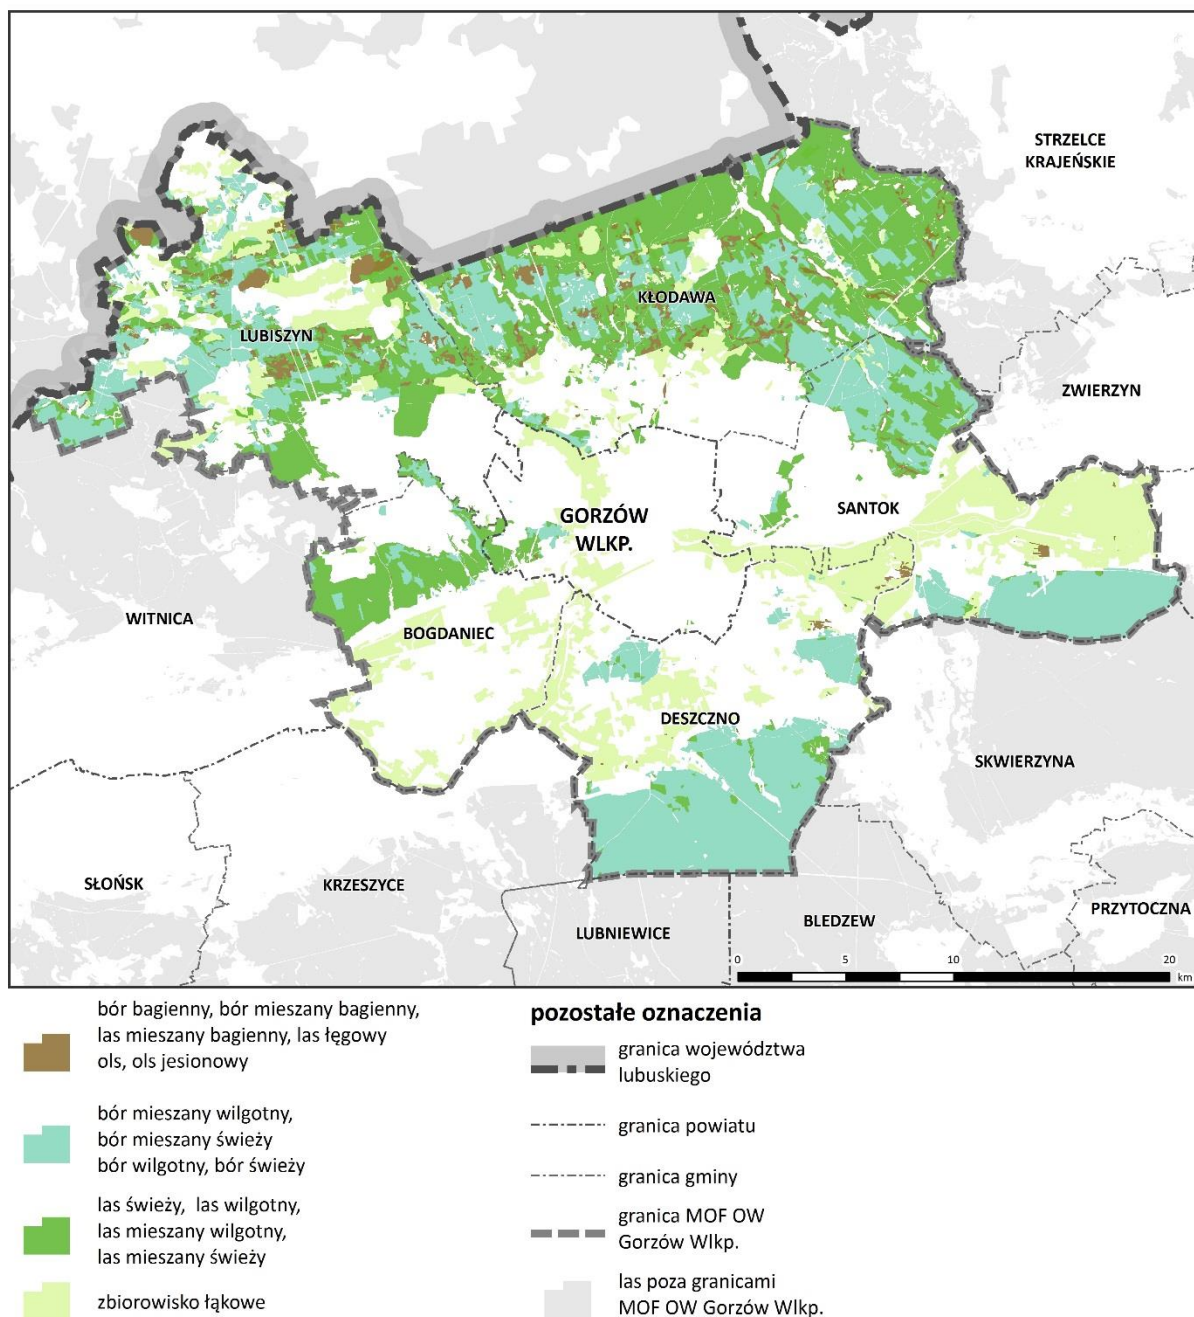 STRZELCE
KRAJEŃSKIE
KŁODAWA
LUBISZYN
ZWIERZYN
SANTOK
GORZÓW
WLKP.
WITNICA
BOGDANIEC
DESZCZNO
SKWIERZYNA
SŁOŃSK
KRZESZYCE
LUBNIEWICE
BLEDZEW
PRZYTOCZNA
0 5 10 20
km
bór bagienny, bór mieszany bagienny,
las mieszany bagienny, las łęgowy
ols, ols jesionowy
bór mieszany wilgotny,
bór mieszany świeży
bór wilgotny, bór świeży
las świeży, las wilgotny,
las mieszany wilgotny,
las mieszany świeży
zbiorowisko łąkowe
pozostałe oznaczenia
granica województwa
lubuskiego
granica powiatu
granica gminy
granica MOF OW
Gorzów Wlkp.
las poza granicami
MOF OW Gorzów Wlkp.